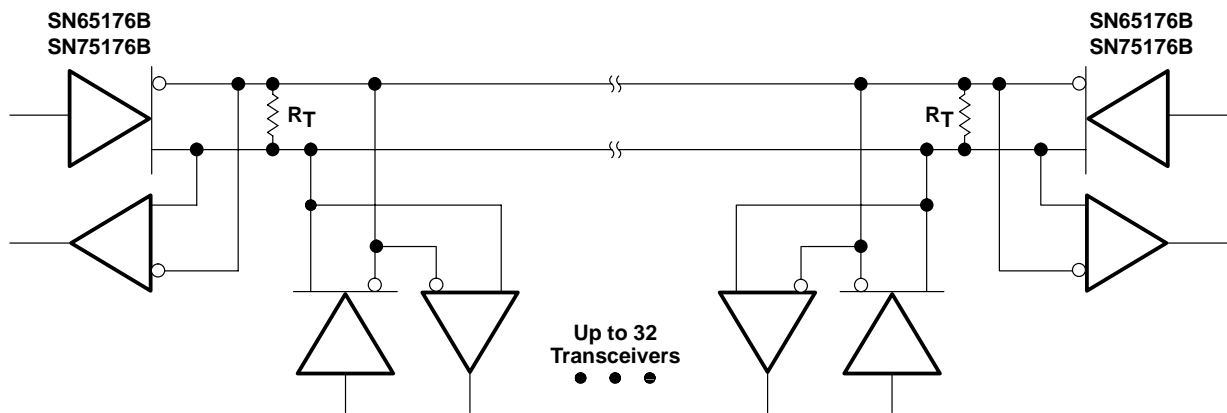 SN65176B
SN75176B
SN65176B
SN75176B
RT
RT
Up to 32
Transceivers